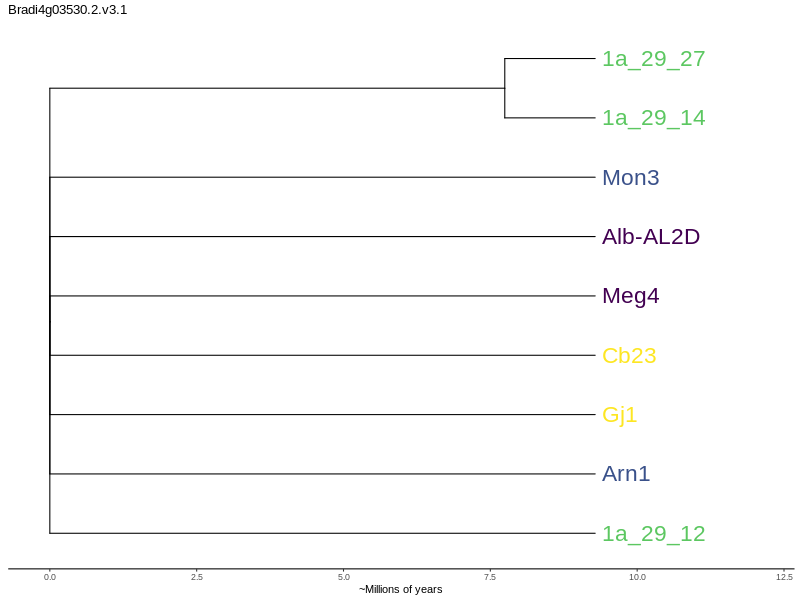 Bradi4g03530.2.v3.1
1a_29_27
1a_29_14
Mon3
Alb-AL2D
Meg4
Cb23
Gj1
Arn1
1a_29_12
0.0 2.5 5.0 7.5 10.0 12.5
~Millions of years